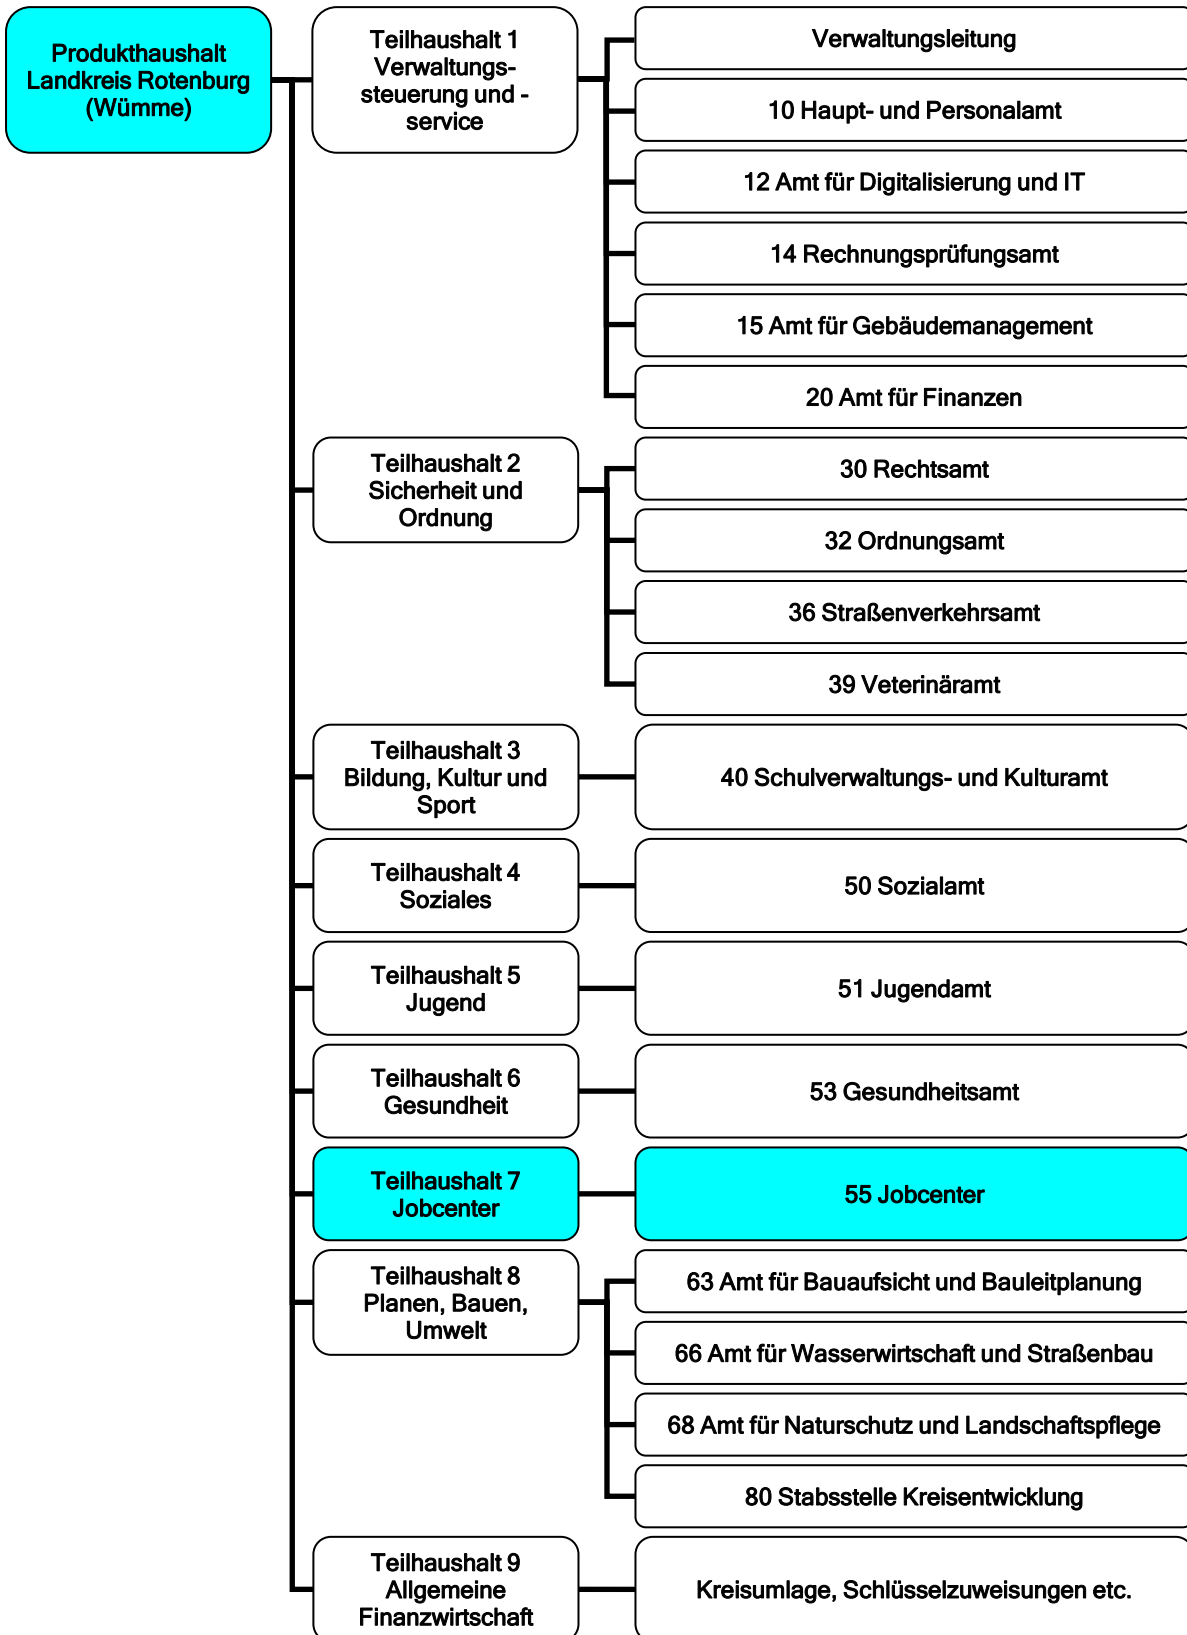 Produkthaushalt
Landkreis Rotenburg
(Wümme)
Teilhaushalt 1
Verwaltungs-
steuerung und -
service
Verwaltungsleitung
10 Haupt- und Personalamt
12 Amt für Digitalisierung und IT
14 Rechnungsprüfungsamt
15 Amt für Gebäudemanagement
20 Amt für Finanzen
Teilhaushalt 2
Sicherheit und
Ordnung
30 Rechtsamt
32 Ordnungsamt
36 Straßenverkehrsamt
39 Veterinäramt
Teilhaushalt 3
Bildung, Kultur und
Sport
40 Schulverwaltungs- und Kulturamt
Teilhaushalt 4
Soziales
50 Sozialamt
Teilhaushalt 5
Jugend
51 Jugendamt
Teilhaushalt 6
Gesundheit
53 Gesundheitsamt
Teilhaushalt 7
Jobcenter
55 Jobcenter
Teilhaushalt 8
Planen, Bauen,
Umwelt
63 Amt für Bauaufsicht und Bauleitplanung
66 Amt für Wasserwirtschaft und Straßenbau
68 Amt für Naturschutz und Landschaftspflege
80 Stabsstelle Kreisentwicklung
Teilhaushalt 9
Allgemeine
Finanzwirtschaft
Kreisumlage, Schlüsselzuweisungen etc.